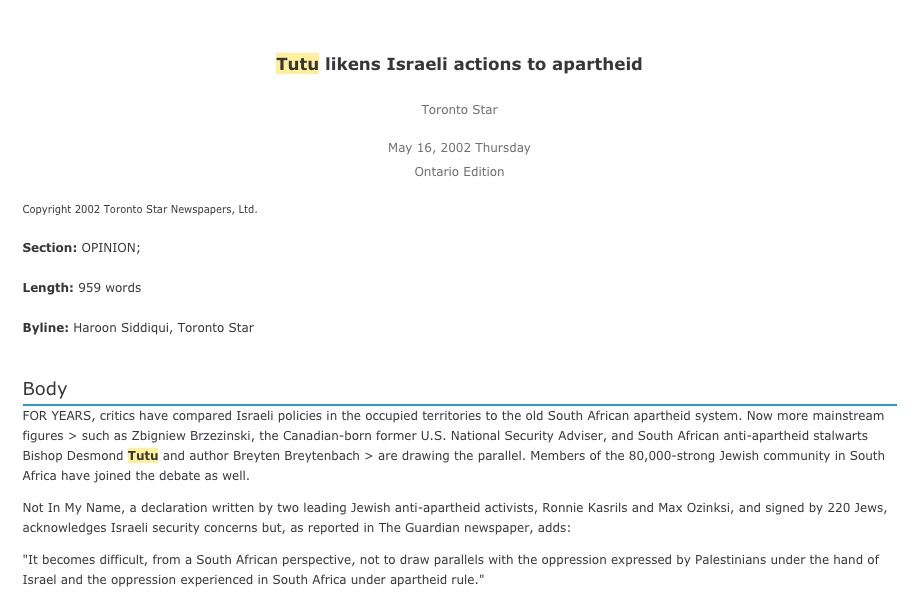 Tutu likens Israeli actions to apartheid
Toronto Star
May 16, 2002 Thursday
Ontario Edition
Copyright 2002 Toronto Star Newspapers, Ltd.
Section: OPINION;
Length: 959 words
Byline: Haroon Siddiqui, Toronto Star
Body
FOR YEARS, critics have compared Israeli policies in the occupied territories to the old South African apartheid system. Now more mainstream
figures > such as Zbigniew Brzezinski, the Canadian-born former U.S. National Security Adviser, and South African anti-apartheid stalwarts
Bishop Desmond Tutu and author Breyten Breytenbach > are drawing the parallel. Members of the 80,000-strong Jewish community in South
Africa have joined the debate as well.
Not In My Name, a declaration written by two leading Jewish anti-apartheid activists, Ronnie Kasrils and Max Ozinksi, and signed by 220 Jews,
acknowledges Israeli security concerns but, as reported in The Guardian newspaper, adds:
"It becomes difficult, from a South African perspective, not to draw parallels with the oppression expressed by Palestinians under the hand of
Israel and the oppression experienced in South Africa under apartheid rule."